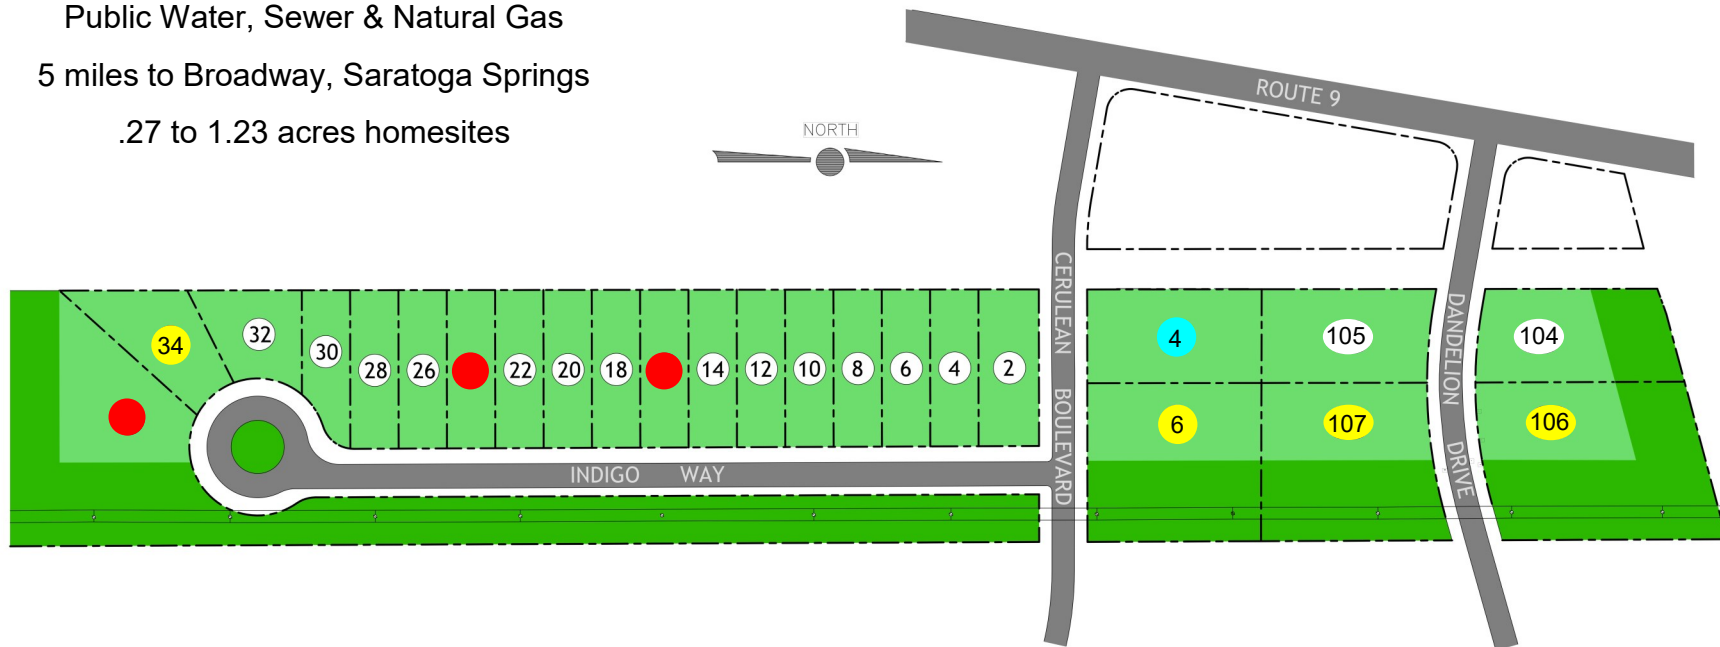 Public Water, Sewer & Natural Gas
5 miles to Broadway, Saratoga Springs
.27 to 1.23 acres homesites
NORTH
ROUTE 9
CERULEAN BOULEVARD
DANDELION DRIVE
34
32
30
28
26
22
20
18
14
12
10
8
6
4
2
4
105
104
6
107
106
INDIGO WAY